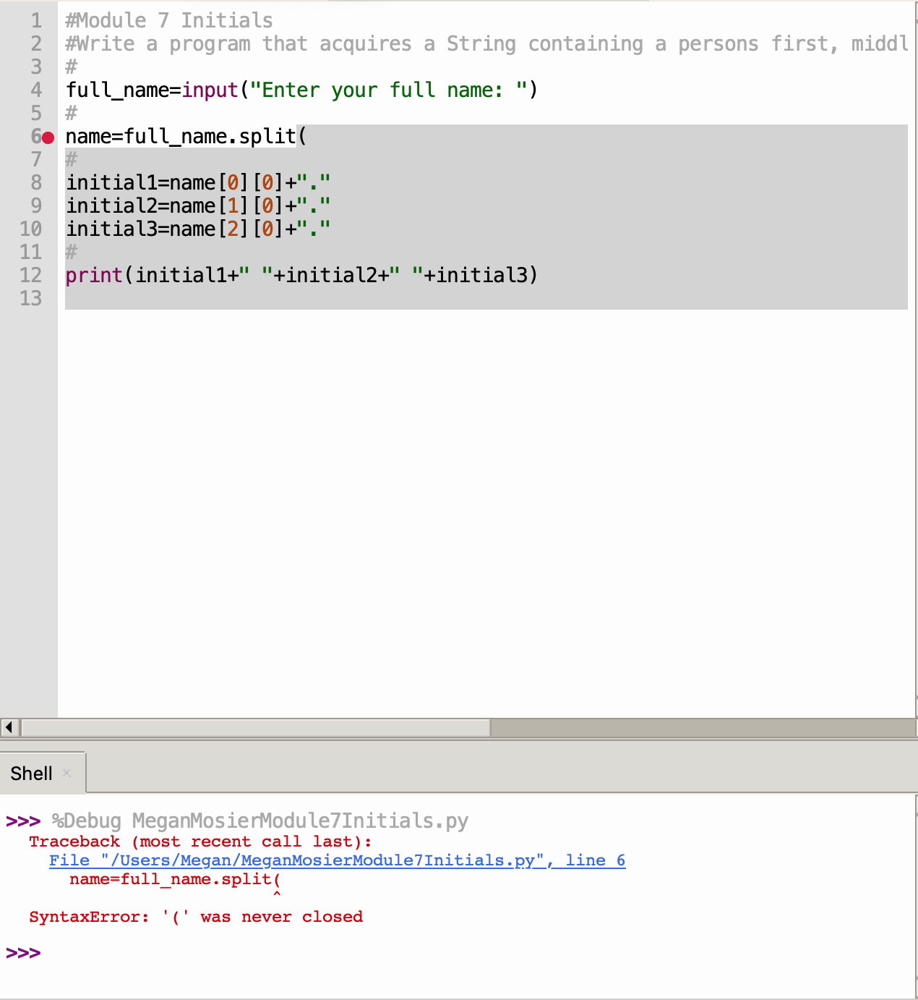 1 #Module 7 Initials
2 #Write a program that acquires a String containing a persons first, middl
3 #
4 full_name=input("Enter your full name: ")
5 #
6 name=full_name.split(
7 #
8 initial1=name[0][0]+"."
9 initial2=name[1][0]+"."
10 initial3=name[2][0]+"."
11 #
12 print(initial1+" "+initial2+" "+initial3)
13
Shell
>>> %Debug MeganMosierModule7Initials.py
Traceback (most recent call last):
File "/Users/Megan/MeganMosierModule7Initials.py", line 6
name=full_name.split(
^
SyntaxError: '(' was never closed
>>>